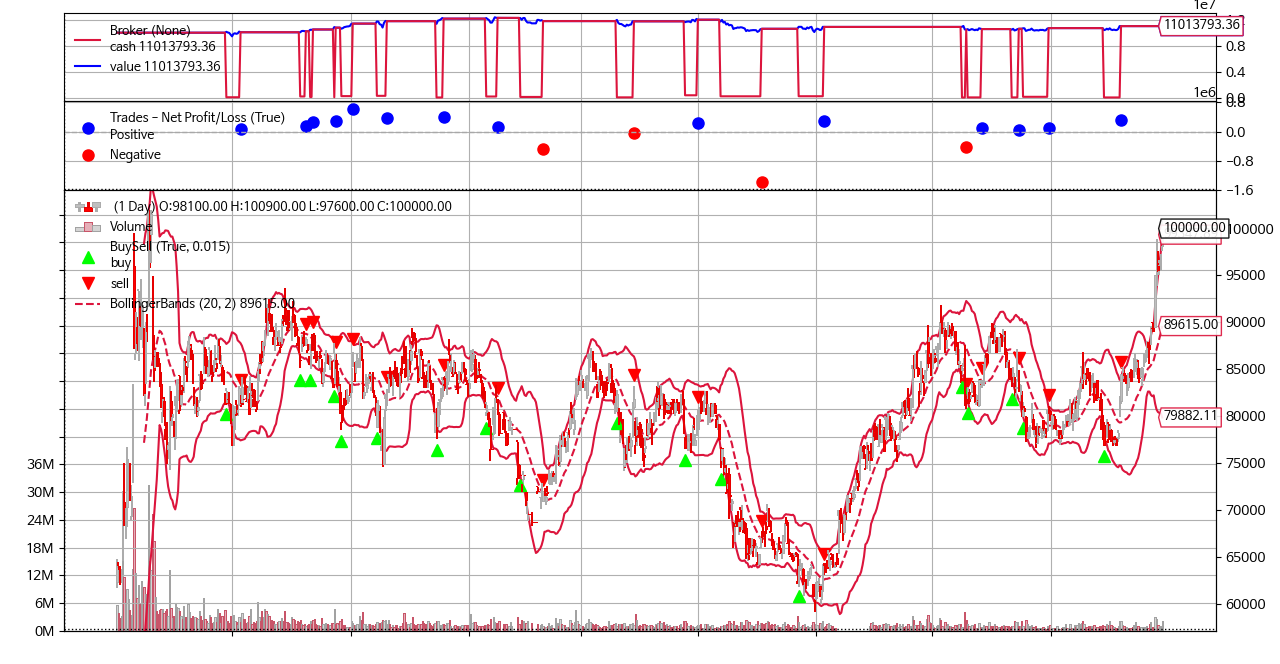 1e7
Broker (None)
cash 11013793.36
value 11013793.36
11013793.36
0.8
0.4
0.0
1e6
0.8
Trades - Net Profit/Loss (True)
Positive
Negative
0.0
−0.8
−1.6
(1 Day) O:98100.00 H:100900.00 L:97600.00 C:100000.00
Volume
BuySell (True, 0.015)
buy
sell
BollingerBands (20, 2) 89615.00
100000.00
100000
95000
90000
89615.00
85000
80000
79882.11
75000
70000
65000
60000
36M
30M
24M
18M
12M
6M
0M